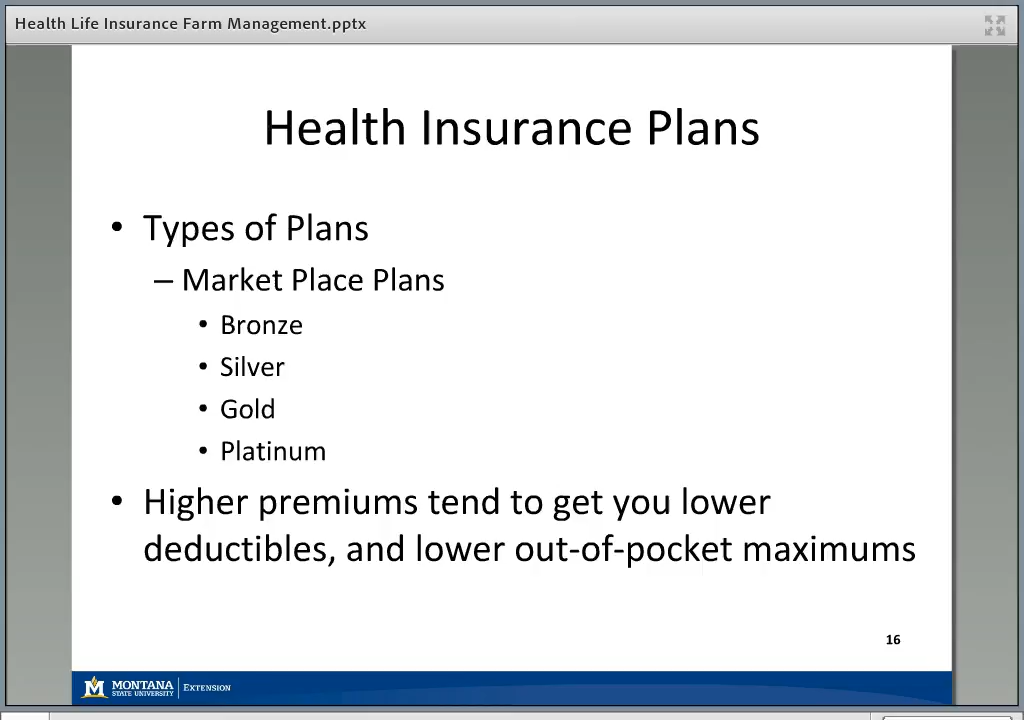 Health Life Insurance Farm Management.pptx
Health Insurance Plans
• Types of Plans
– Market Place Plans
• Bronze
• Silver
• Gold
• Platinum
• Higher premiums tend to get you lower
deductibles, and lower out-of-pocket maximums
16
M MONTANA
STATE UNIVERSITY
EXTENSION